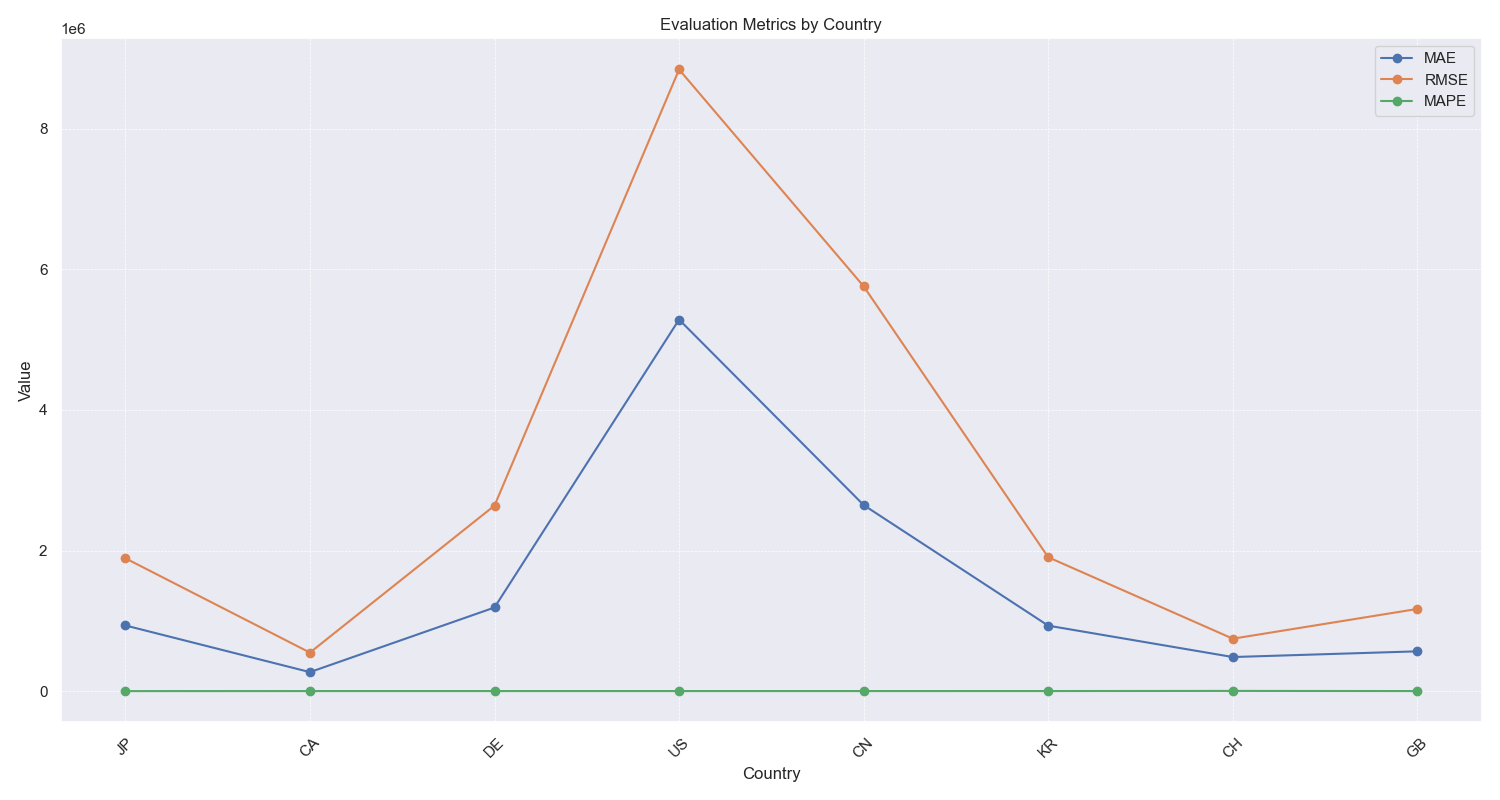 Evaluation Metrics by Country
1e6
MAE
RMSE
MAPE
8
6
4
2
0
Value
JP
CA
DE
US
CN
KR
CH
GB
Country